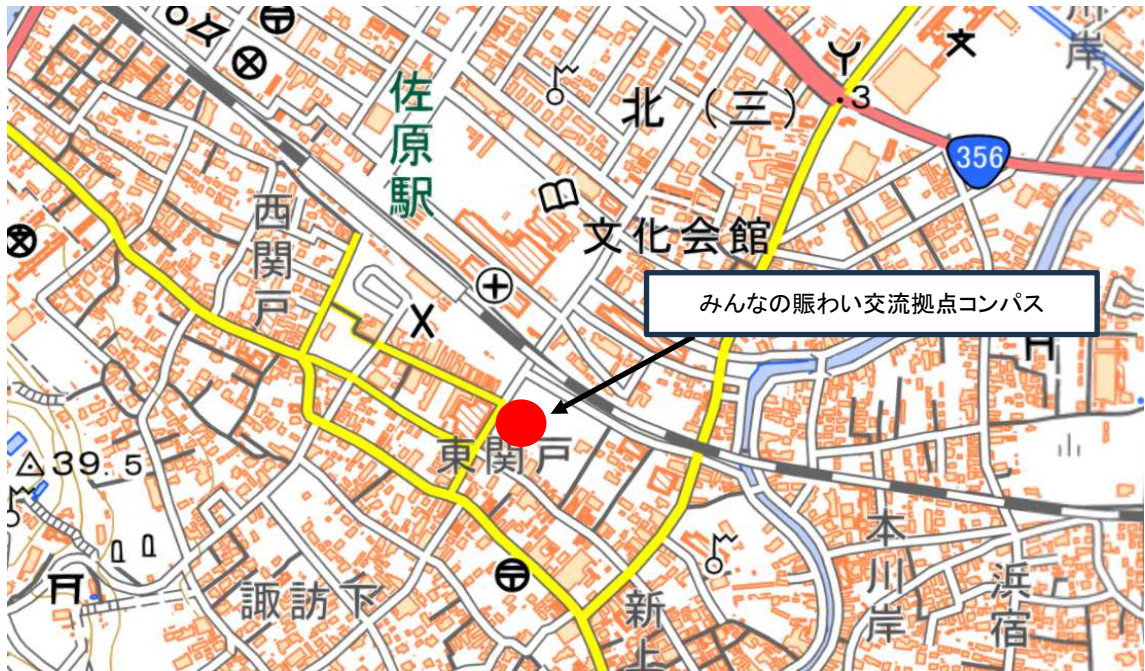 佐原駅
北（三）
3
川岸
356
西関戸
文化会館
みんなの賑わい交流拠点コンパス
東関戸
39.5
諏訪下
新上
本川岸
浜宿